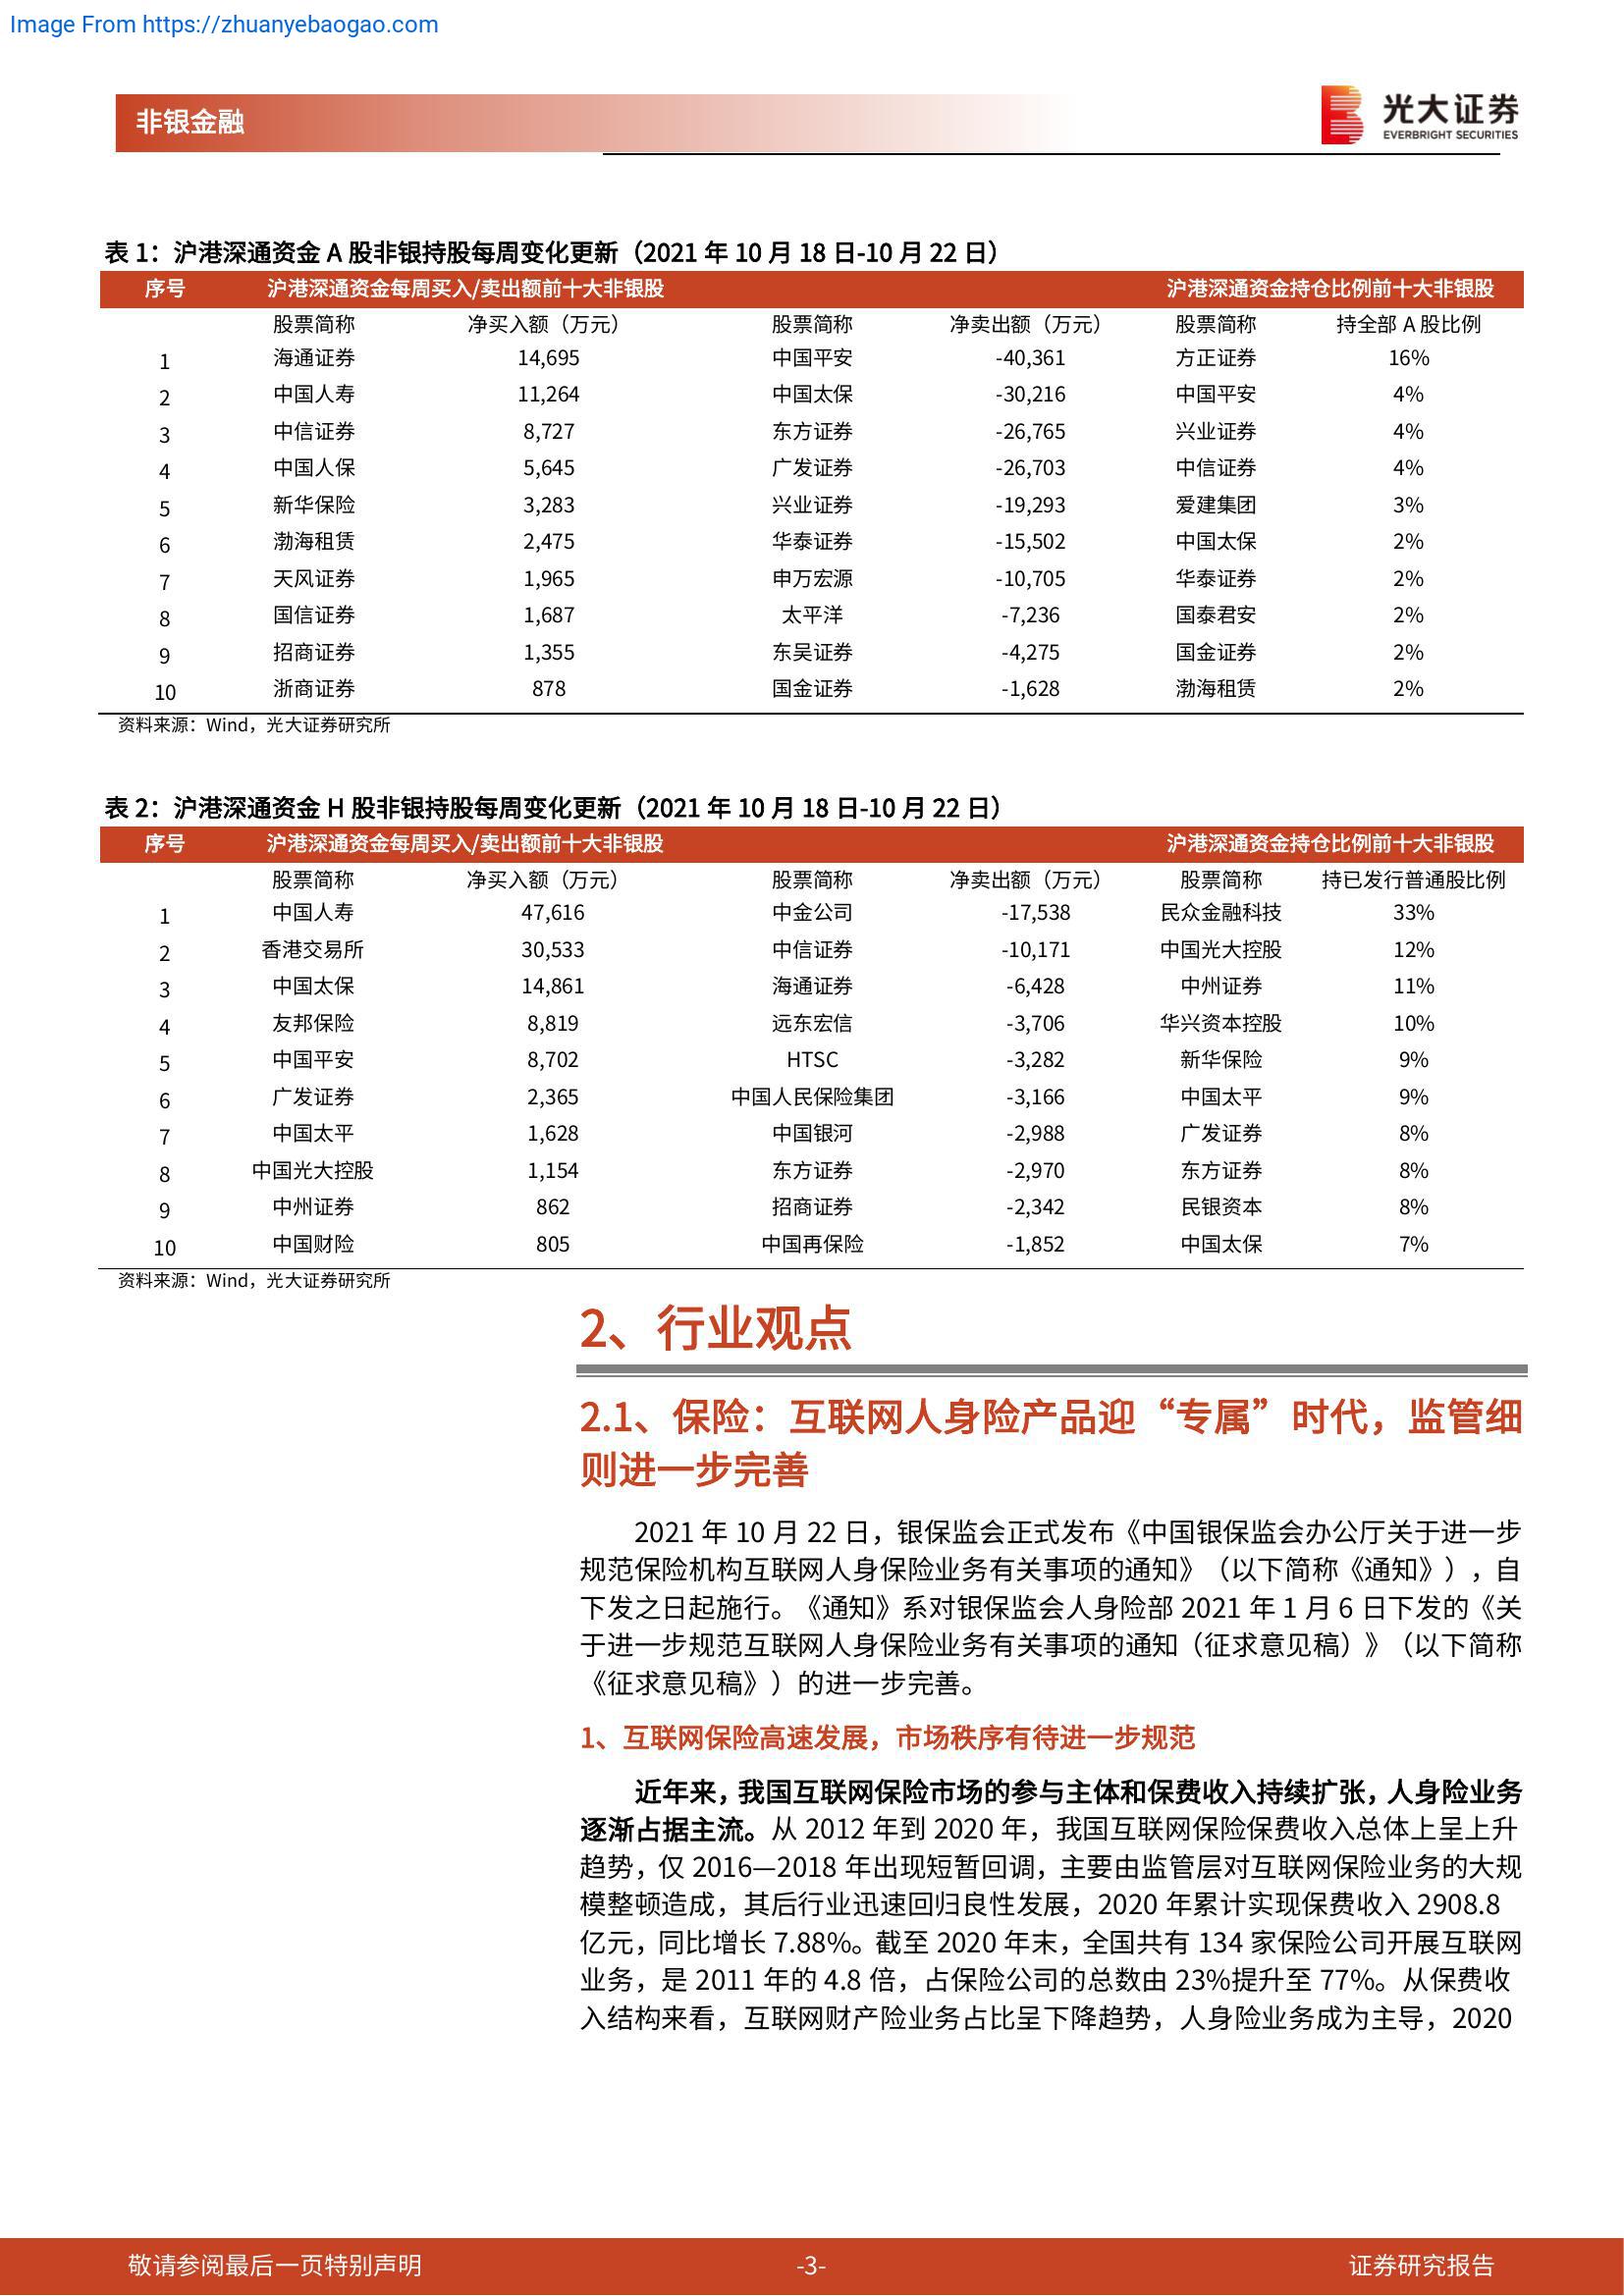 Image From https://zhuanyebaogao.com
非银金融
光大证券
EVERBRIGHT SECURITIES
表 1：沪港深通资金 A 股非银持股每周变化更新（2021 年 10 月 18 日-10 月 22 日）
序号 沪港深通资金每周买入/卖出额前十大非银股 沪港深通资金持仓比例前十大非银股
股票简称 净买入额（万元） 股票简称 净卖出额（万元） 股票简称 持全部 A 股比例
1 海通证券 14,695 中国平安 -40,361 方正证券 16%
2 中国人寿 11,264 中国太保 -30,216 中国平安 4%
3 中信证券 8,727 东方证券 -26,765 兴业证券 4%
4 中国人保 5,645 广发证券 -26,703 中信证券 4%
5 新华保险 3,283 兴业证券 -19,293 爱建集团 3%
6 渤海租赁 2,475 华泰证券 -15,502 中国太保 2%
7 天风证券 1,965 申万宏源 -10,705 华泰证券 2%
8 国信证券 1,687 太平洋 -7,236 国泰君安 2%
9 招商证券 1,355 东吴证券 -4,275 国金证券 2%
10 浙商证券 878 国金证券 -1,628 渤海租赁 2%
资料来源：Wind，光大证券研究所
表 2：沪港深通资金 H 股非银持股每周变化更新（2021 年 10 月 18 日-10 月 22 日）
序号 沪港深通资金每周买入/卖出额前十大非银股 沪港深通资金持仓比例前十大非银股
股票简称 净买入额（万元） 股票简称 净卖出额（万元） 股票简称 持已发行普通股比例
1 中国人寿 47,616 中金公司 -17,538 民众金融科技 33%
2 香港交易所 30,533 中信证券 -10,171 中国光大控股 12%
3 中国太保 14,861 海通证券 -6,428 中州证券 11%
4 友邦保险 8,819 远东宏信 -3,706 华兴资本控股 10%
5 中国平安 8,702 HTSC -3,282 新华保险 9%
6 广发证券 2,365 中国人民保险集团 -3,166 中国太平 9%
7 中国太平 1,628 中国银河 -2,988 广发证券 8%
8 中国光大控股 1,154 东方证券 -2,970 东方证券 8%
9 中州证券 862 招商证券 -2,342 民银资本 8%
10 中国财险 805 中国再保险 -1,852 中国太保 7%
资料来源：Wind，光大证券研究所
2、行业观点
2.1、保险：互联网人身险产品迎“专属”时代，监管细
则进一步完善
2021 年 10 月 22 日，银保监会正式发布《中国银保监会办公厅关于进一步
规范保险机构互联网人身保险业务有关事项的通知》（以下简称《通知》），自
下发之日起施行。《通知》系对银保监会人身险部 2021 年 1 月 6 日下发的《关
于进一步规范互联网人身保险业务有关事项的通知（征求意见稿）》（以下简称
《征求意见稿》）的进一步完善。
1、互联网保险高速发展，市场秩序有待进一步规范
近年来，我国互联网保险市场的参与主体和保费收入持续扩张，人身险业务
逐渐占据主流。从 2012 年到 2020 年，我国互联网保险保费收入总体上呈上升
趋势，仅 2016—2018 年出现短暂回调，主要由监管层对互联网保险业务的大规
模整顿造成，其后行业迅速回归良性发展，2020 年累计实现保费收入 2908.8
亿元，同比增长 7.88%。截至 2020 年末，全国共有 134 家保险公司开展互联网
业务，是 2011 年的 4.8 倍，占保险公司的总数由 23%提升至 77%。从保费收
入结构来看，互联网财产险业务占比呈下降趋势，人身险业务成为主导，2020
敬请参阅最后一页特别声明 -3- 证券研究报告